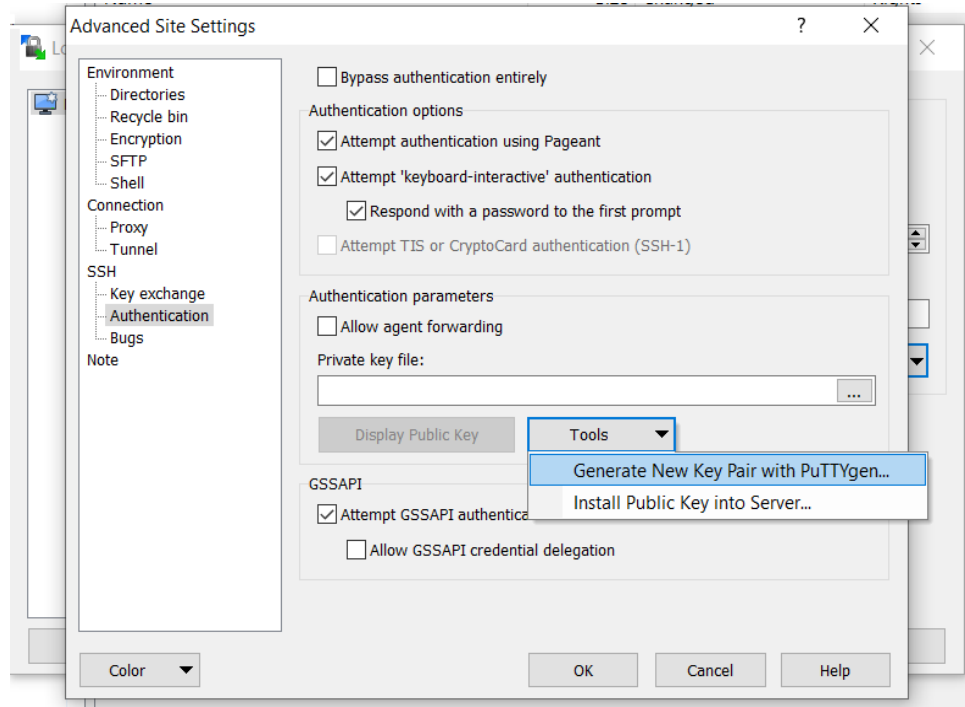 Advanced Site Settings
?
Environment
Directories
Recycle bin
Encryption
SFTP
Shell
Connection
Proxy
Tunnel
SSH
Key exchange
Authentication
Bugs
Note
Bypass authentication entirely
Authentication options
Attempt authentication using Pageant
Attempt 'keyboard-interactive' authentication
Respond with a password to the first prompt
Attempt TIS or CryptoCard authentication (SSH-1)
Authentication parameters
Allow agent forwarding
Private key file:
...
Display Public Key
Tools
Generate New Key Pair with PuTTYgen...
Install Public Key into Server...
GSSAPI
Attempt GSSAPI authentica
Allow GSSAPI credential delegation
Color
OK
Cancel
Help